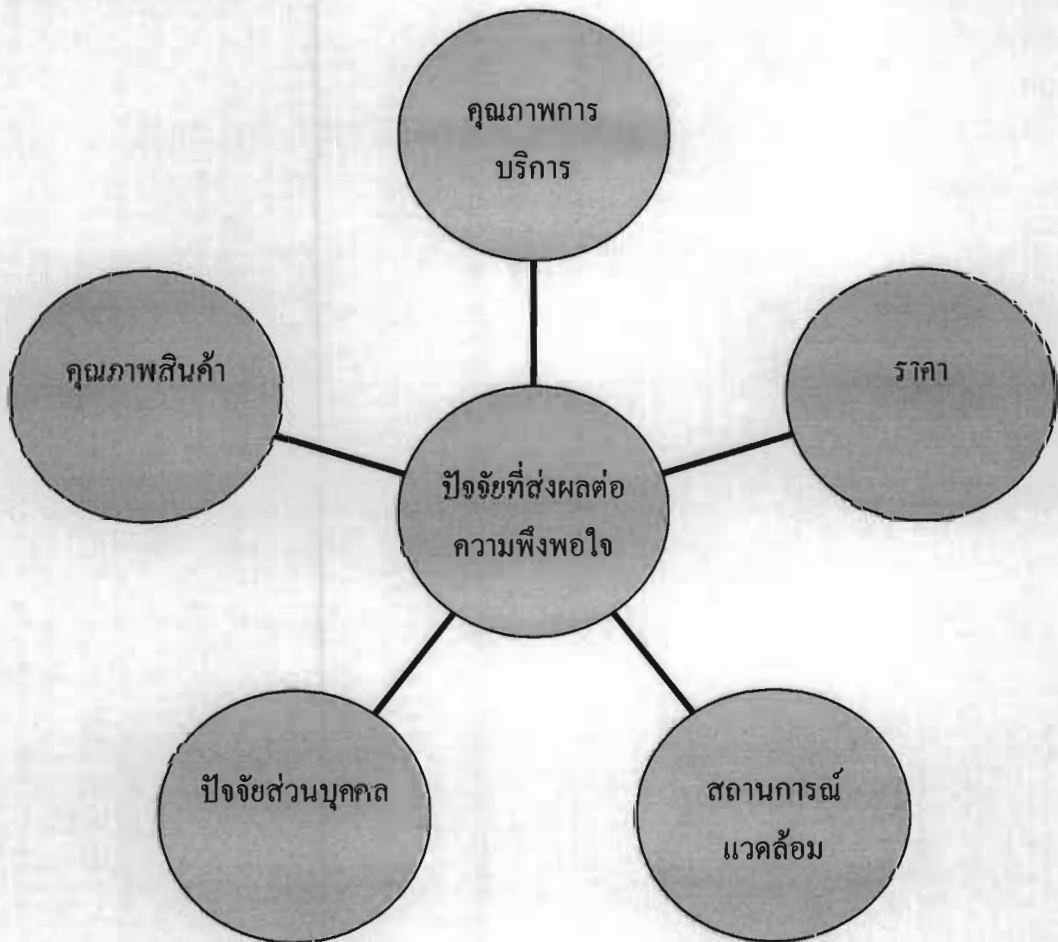 คุณภาพการ
บริการ
คุณภาพสินค้า
ราคา
ปัจจัยที่ส่งผลต่อ
ความพึงพอใจ
ปัจจัยส่วนบุคคล
สถานการณ์
แวดล้อม